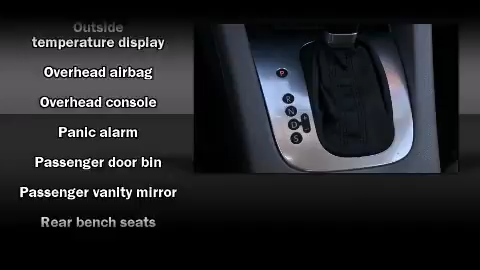 Outside
temperature display
Overhead airbag
Overhead console
Panic alarm
Passenger door bin
Passenger vanity mirror
Rear bench seats
P
R
N
D
S